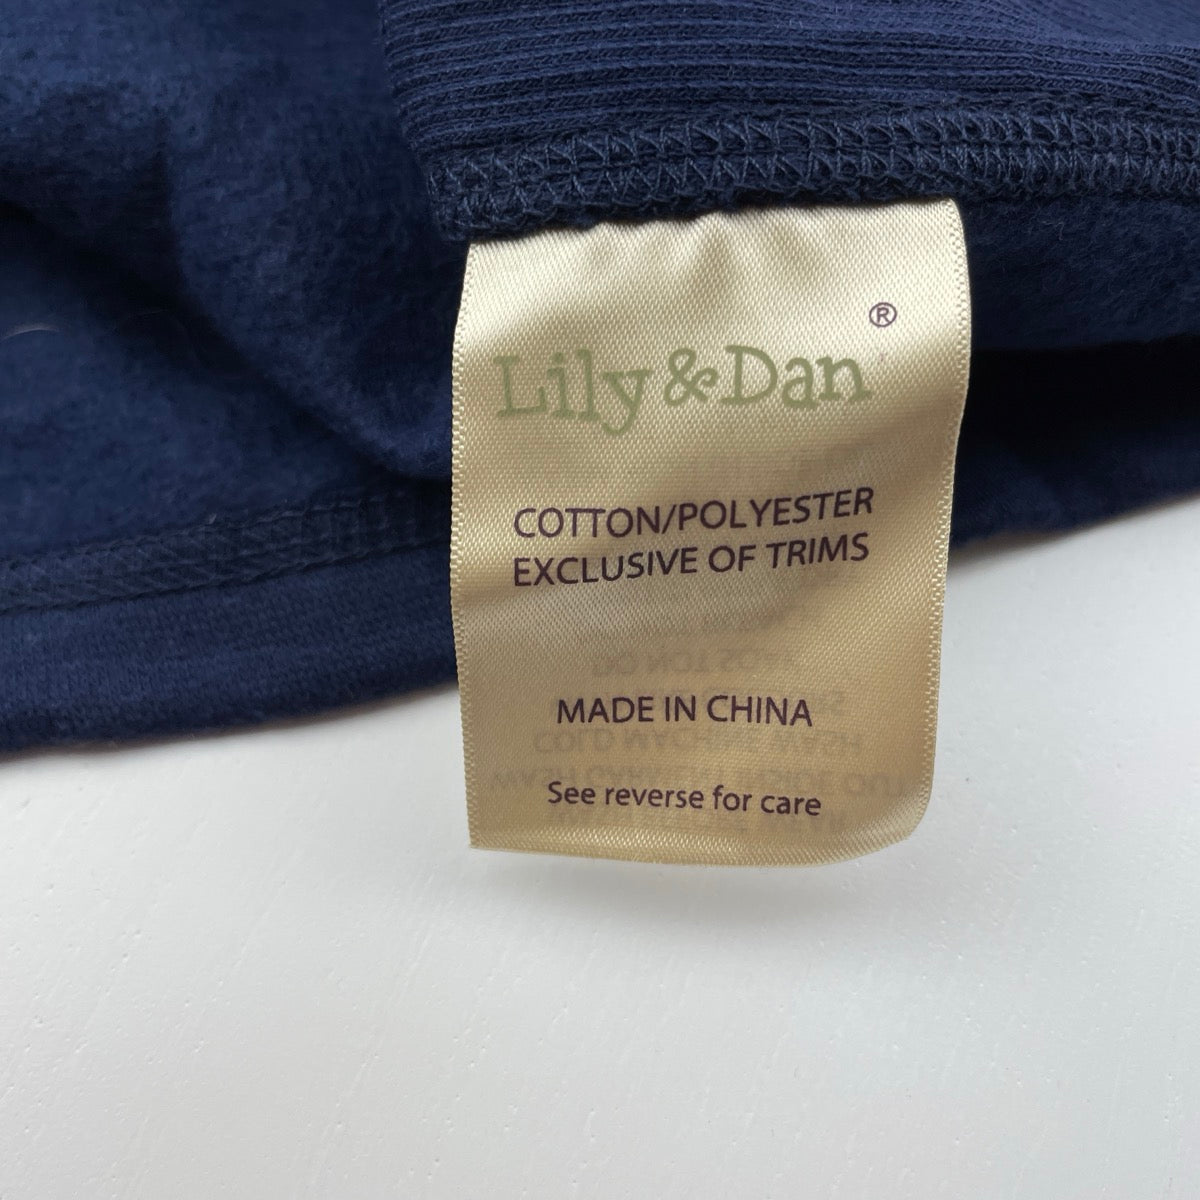 Lily & Dan®
COTTON/POLYESTER
EXCLUSIVE OF TRIMS
MADE IN CHINA
See reverse for care